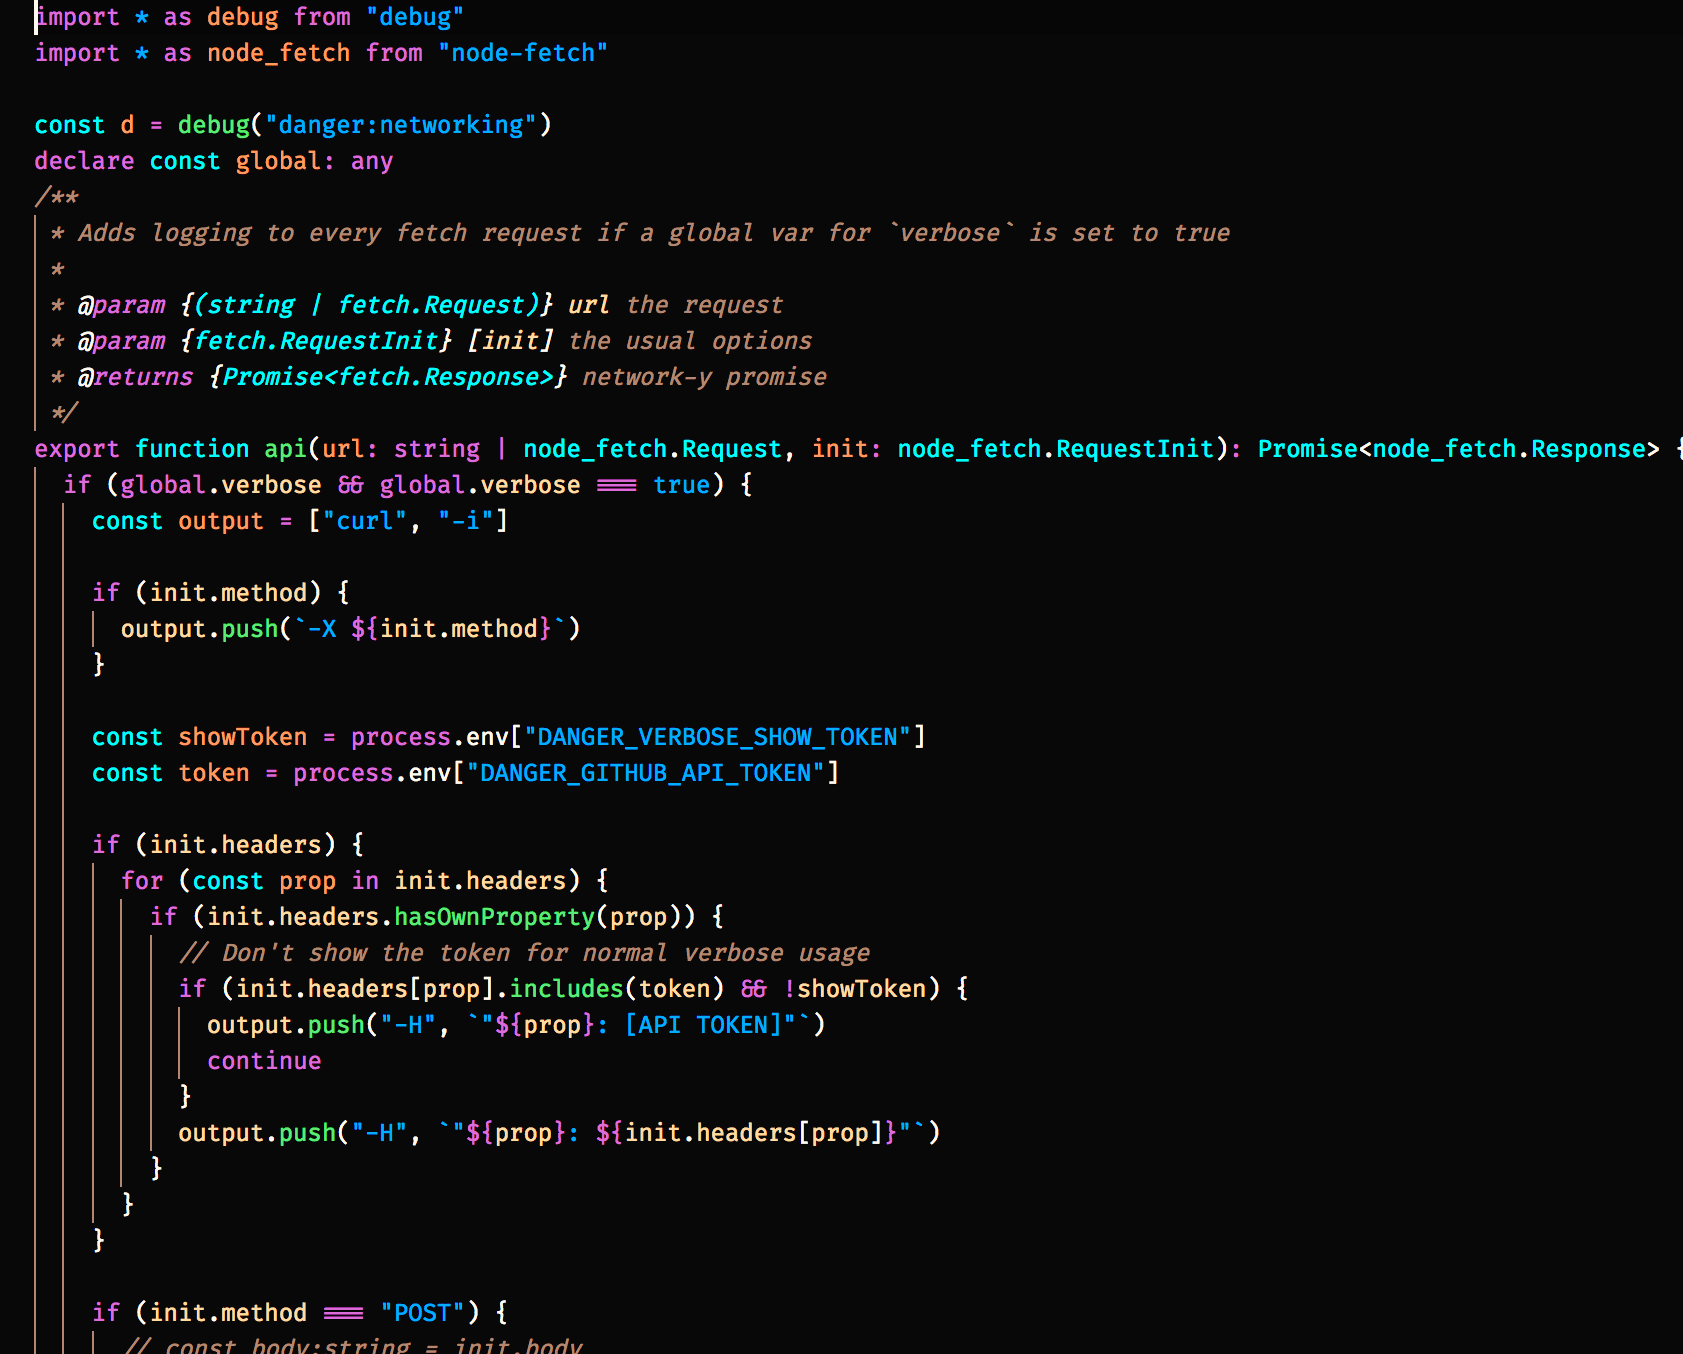 import * as debug from "debug"
import * as node_fetch from "node-fetch"

const d = debug("danger:networking")
declare const global: any
/**
 * Adds logging to every fetch request if a global var for `verbose` is set to true
 *
 * @param {(string | fetch.Request)} url the request
 * @param {fetch.RequestInit} [init] the usual options
 * @returns {Promise<fetch.Response>} network-y promise
 */
export function api(url: string | node_fetch.Request, init: node_fetch.RequestInit): Promise<node_fetch.Response> {
  if (global.verbose && global.verbose === true) {
    const output = ["curl", "-i"]

    if (init.method) {
      output.push(`-X ${init.method}`)
    }

    const showToken = process.env["DANGER_VERBOSE_SHOW_TOKEN"]
    const token = process.env["DANGER_GITHUB_API_TOKEN"]

    if (init.headers) {
      for (const prop in init.headers) {
        if (init.headers.hasOwnProperty(prop)) {
          // Don't show the token for normal verbose usage
          if (init.headers[prop].includes(token) && !showToken) {
            output.push("-H", `"${prop}: [API TOKEN]"`)
            continue
          }
          output.push("-H", `"${prop}: ${init.headers[prop]}"`)
        }
      }
    }

    if (init.method === "POST") {
      // const body:string = init.body